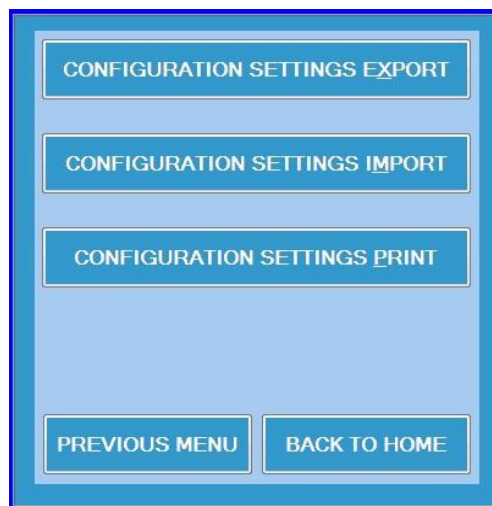 CONFIGURATION SETTINGS EXPORT
CONFIGURATION SETTINGS IMPORT
CONFIGURATION SETTINGS PRINT
PREVIOUS MENU
BACK TO HOME